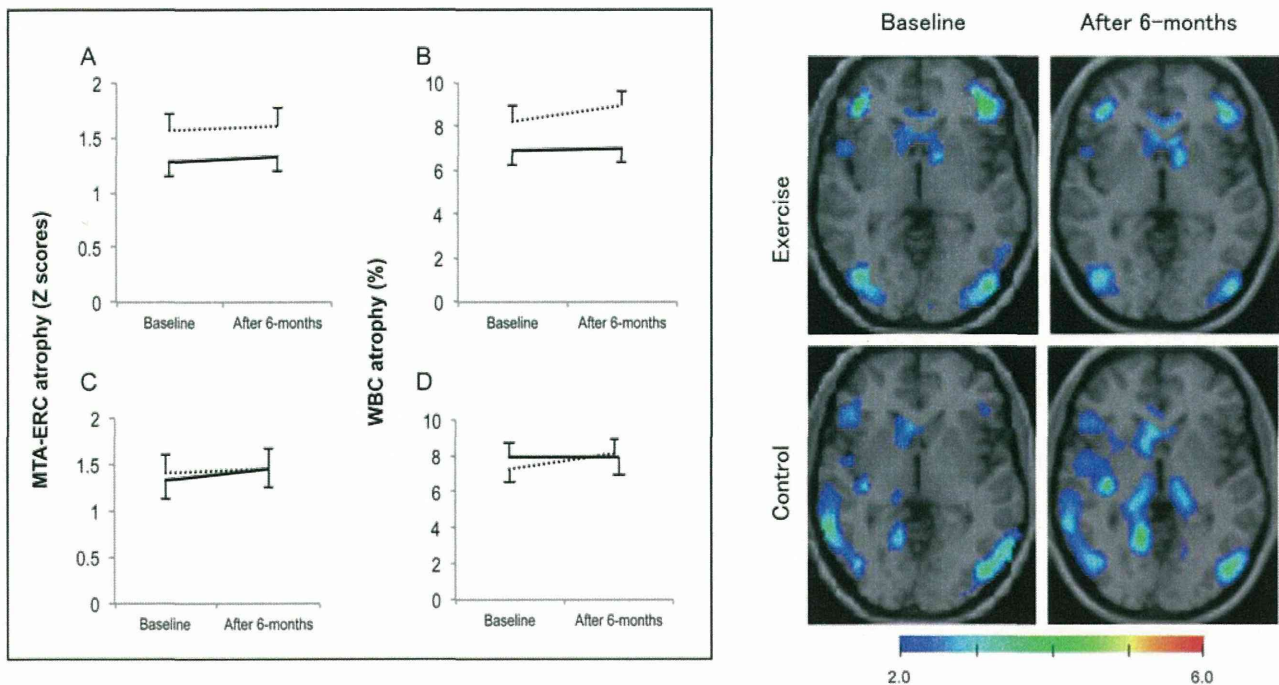 A
B
MTA-ERC atrophy (Z scores)
2
1.5
1
0.5
0
Baseline After 6-months
WBC atrophy (%)
10
8
6
4
2
0
Baseline After 6-months
C
D
2
1.5
1
0.5
0
Baseline After 6-months
10
8
6
4
2
0
Baseline After 6-months
Baseline After 6-months
Exercise
Control
2.0 6.0